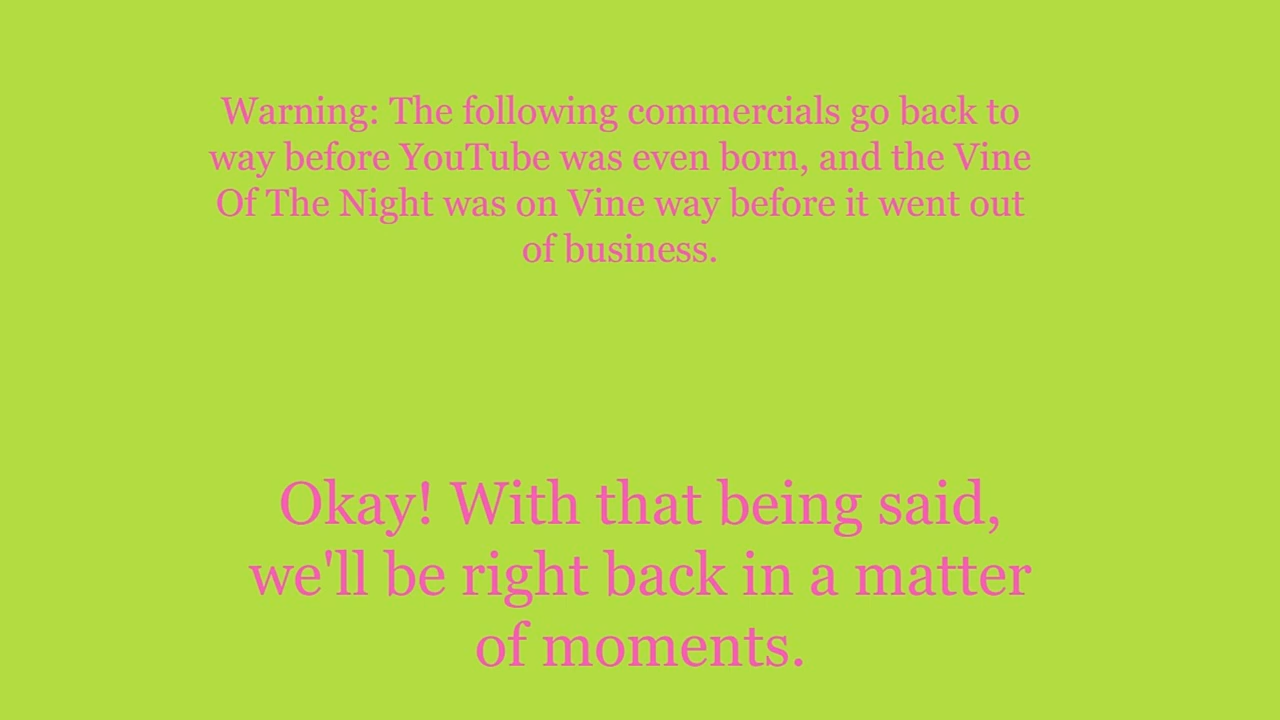 Warning: The following commercials go back to
way before YouTube was even born, and the Vine
Of The Night was on Vine way before it went out
of business.
Okay! With that being said,
we'll be right back in a matter
of moments.